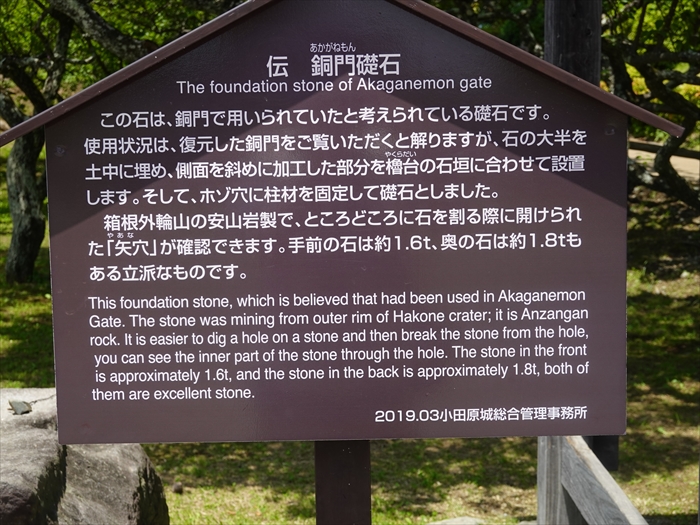 あかがねもん
伝 銅門礎石
The foundation stone of Akaganemon gate
この石は、銅門で用いられていたと考えられている礎石です。
使用状況は、復元した銅門をご覧いただくと解りますが、石の大半を
やぐらだい
土中に埋め、側面を斜めに加工した部分を櫓台の石垣に合わせて設置
します。そして、ホゾ穴に柱材を固定して礎石としました。
箱根外輪山の安山岩製で、ところどころに石を割る際に開けられ
やあな
た「矢穴」が確認できます。手前の石は約1.6t、奥の石は約1.8tも
ある立派なものです。
This foundation stone, which is believed that had been used in Akaganemon
Gate. The stone was mining from outer rim of Hakone crater; it is Anzangan
rock. It is easier to dig a hole on a stone and then break the stone from the hole,
you can see the inner part of the stone through the hole. The stone in the front
is approximately 1.6t, and the stone in the back is approximately 1.8t, both of
them are excellent stone.
2019.03小田原城総合管理事務所